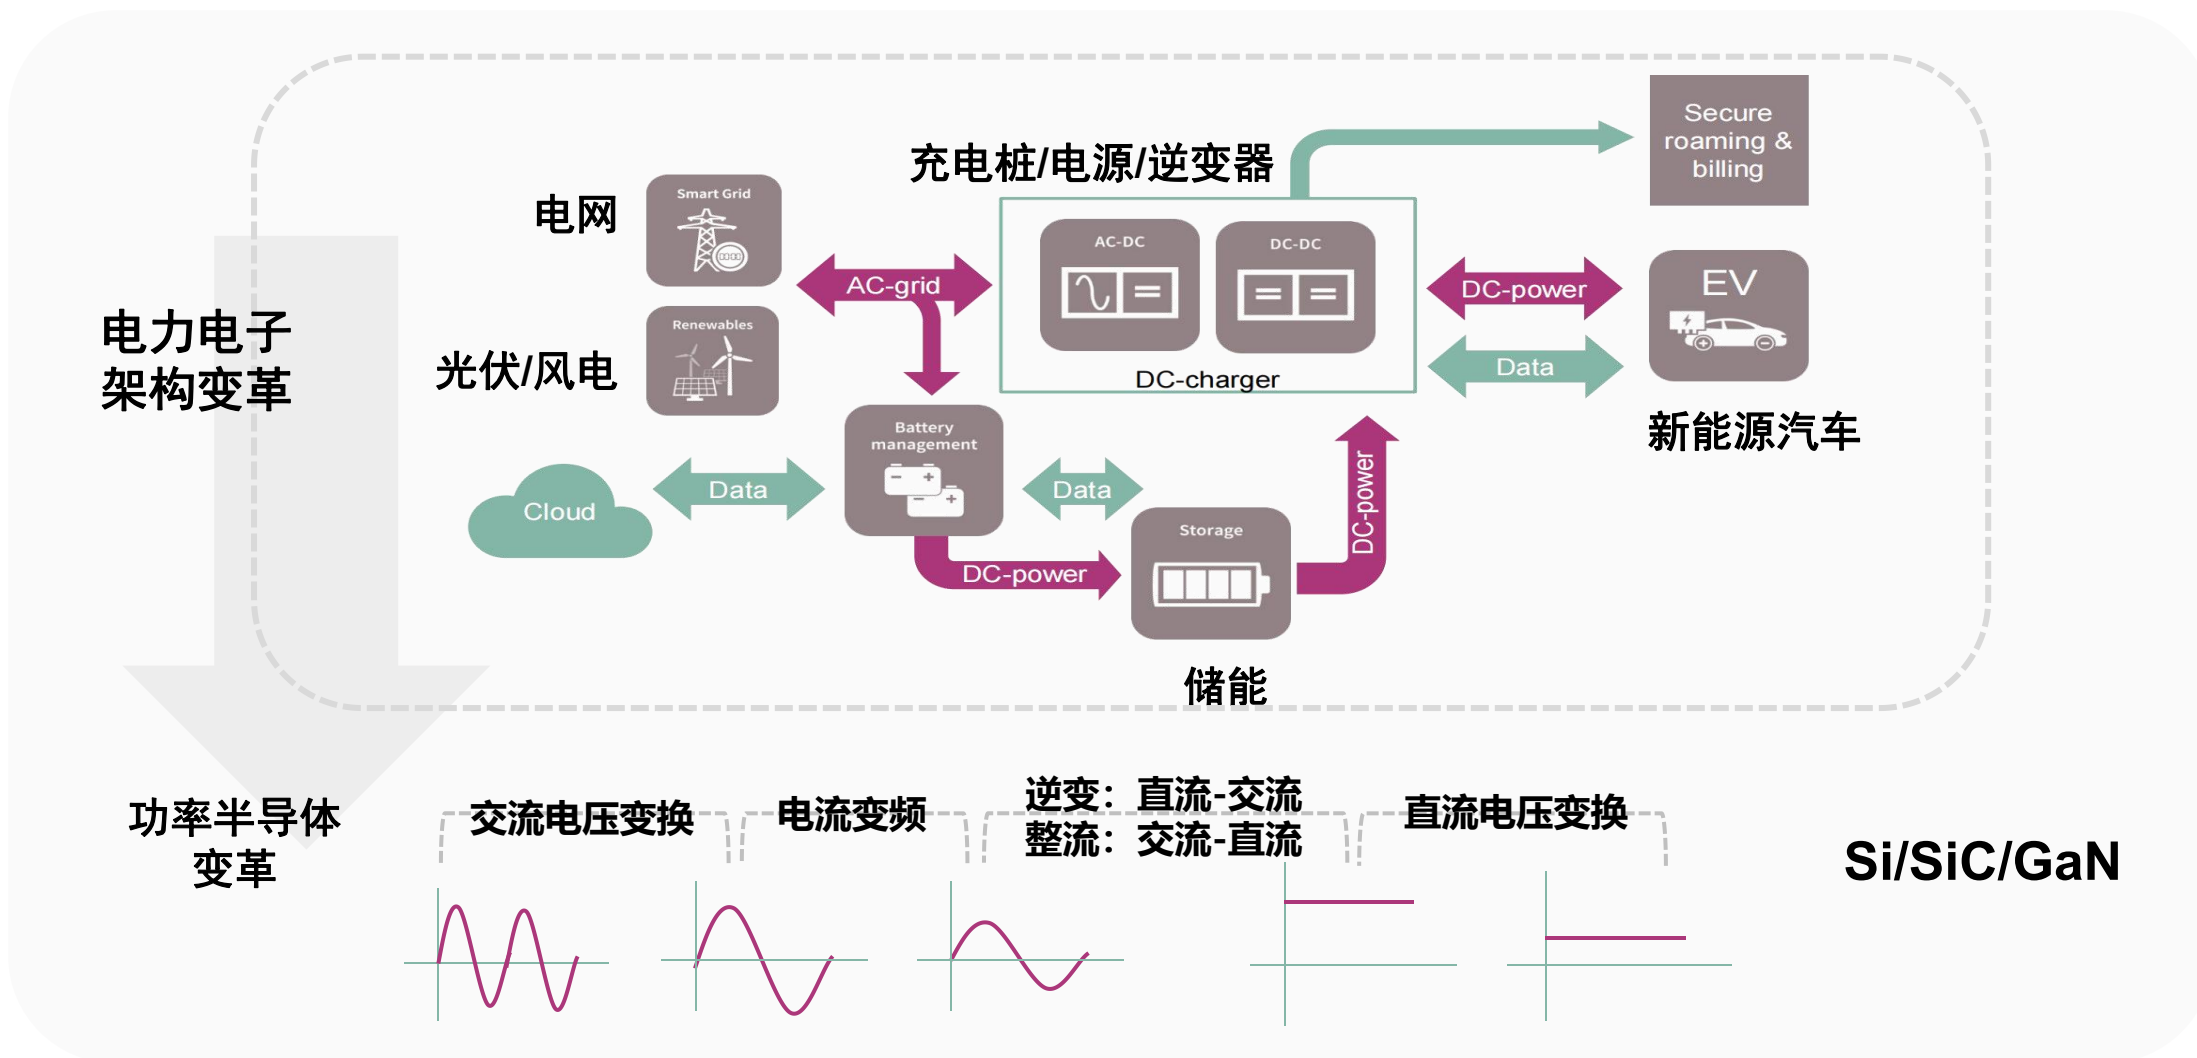 电力电子
架构变革
电网
Smart Grid
光伏/风电
Renewables
AC-grid
充电桩/电源/逆变器
AC-DC
DC-DC
DC-charger
Secure
roaming &
billing
DC-power
Data
EV
新能源汽车
Cloud
Data
Battery
management
Data
DC-power
Storage
DC-power
储能
功率半导体
变革
交流电压变换
电流变频
逆变：直流-交流
整流：交流-直流
直流电压变换
Si/SiC/GaN